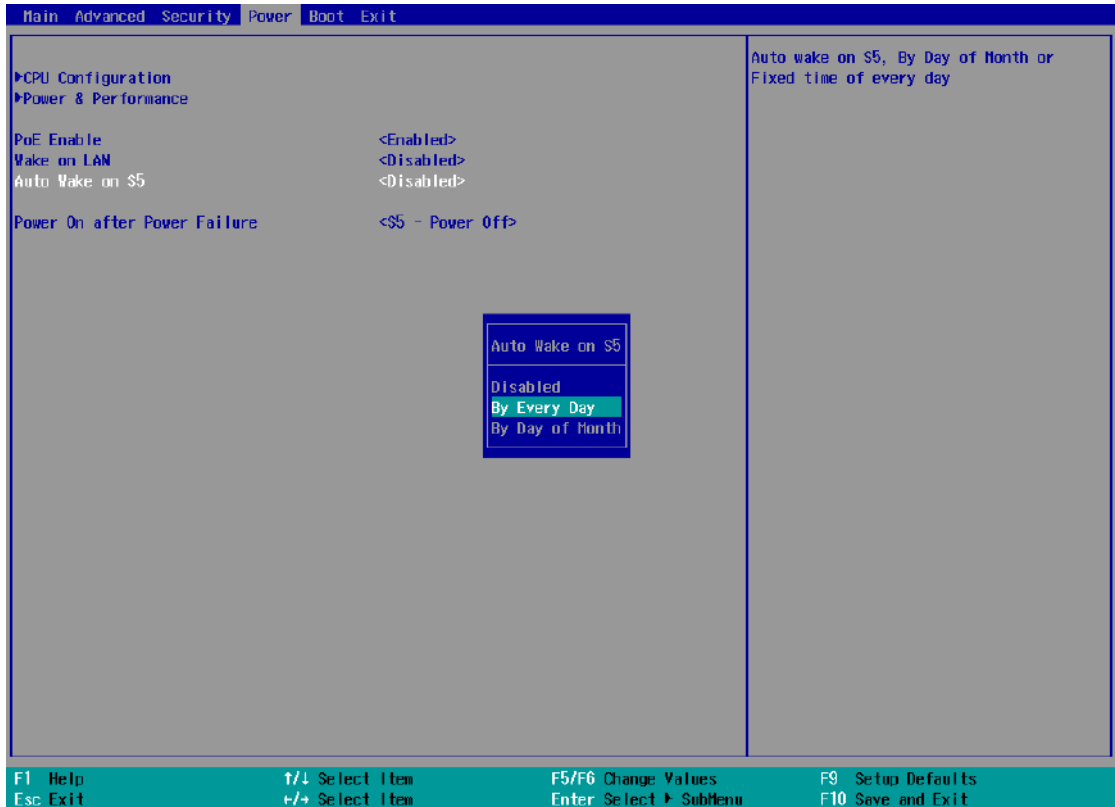 Main Advanced Security Power Boot Exit
Auto wake on S5, By Day of Month or
Fixed time of every day
▶CPU Configuration
▶Power & Performance
PoE Enable <Enabled>
Wake on LAN <Disabled>
Auto Wake on S5 <Disabled>
Power On after Power Failure <S5 - Power Off>
Auto Wake on S5
Disabled
By Every Day
By Day of Month
F1 Help ↑/↓ Select Item F5/F6 Change Values F9 Setup Defaults
Esc Exit ←/→ Select Item Enter Select ▶ SubMenu F10 Save and Exit